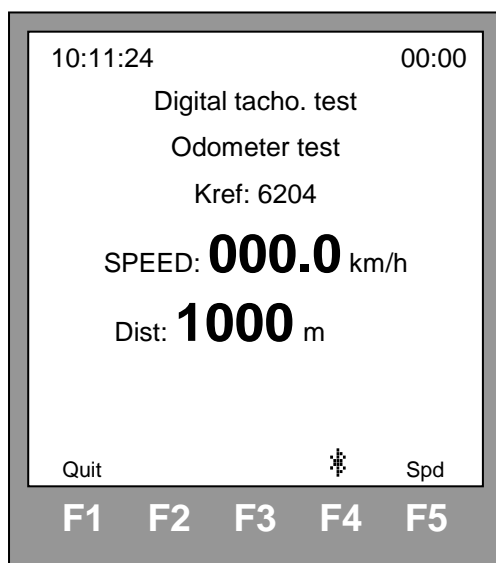 10:11:24 00:00
Digital tacho. test
Odometer test
Kref: 6204
SPEED: 000.0 km/h
Dist: 1000 m
Quit Spd
F1 F2 F3 F4 F5